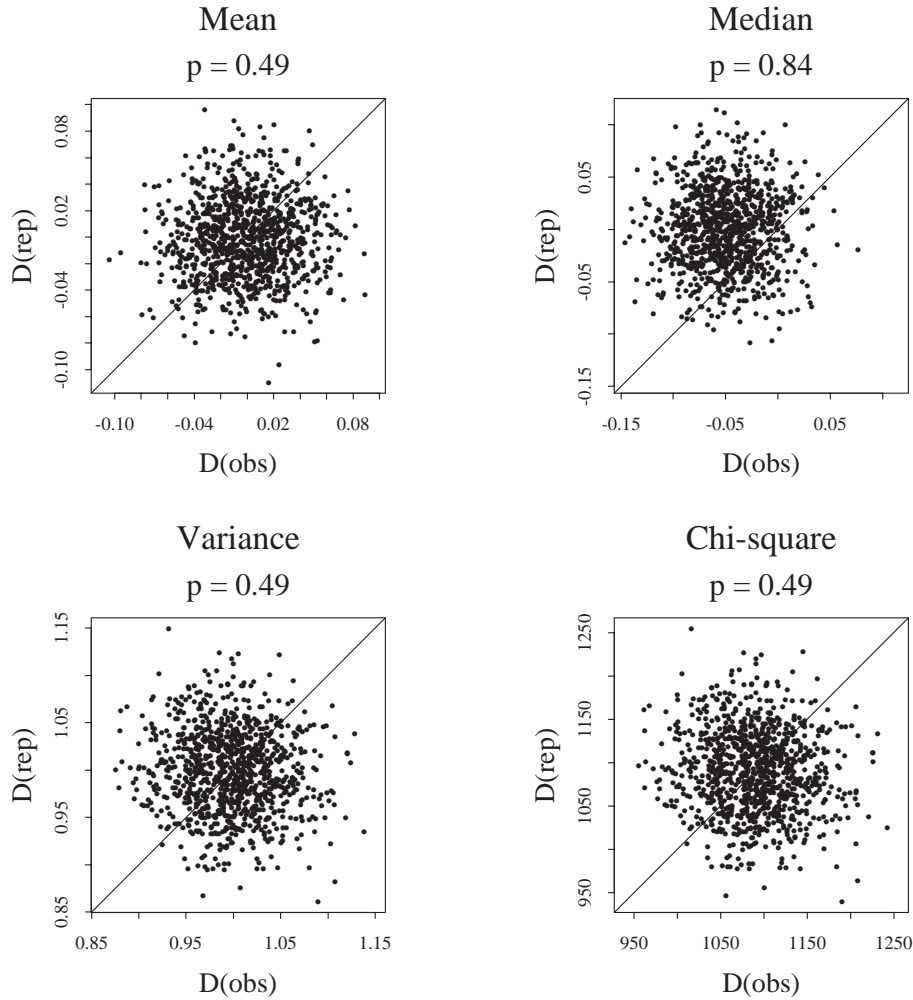 Mean
p = 0.49
0.08
0.02
-0.04
-0.10
D(rep)
-0.10 -0.04 0.02 0.08
D(obs)
Median
p = 0.84
0.05
-0.05
-0.15
D(rep)
-0.15 -0.05 0.05
D(obs)
Variance
p = 0.49
1.15
1.05
0.95
0.85
D(rep)
0.85 0.95 1.05 1.15
D(obs)
Chi-square
p = 0.49
1250
1150
1050
950
D(rep)
950 1050 1150 1250
D(obs)